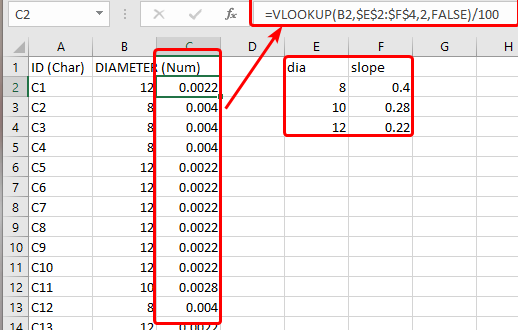 C2 fx =VLOOKUP(B2,$E$2:$F$4,2,FALSE)/100
A B C D E F G
1 ID (Char) DIAMETER (Num) dia slope
2 C1 12 0.0022 8 0.4
3 C2 8 0.004 10 0.28
4 C3 8 0.004 12 0.22
5 C4 8 0.004
6 C5 12 0.0022
7 C6 12 0.0022
8 C7 12 0.0022
9 C8 12 0.0022
10 C9 12 0.0022
11 C10 12 0.0022
12 C11 10 0.0028
13 C12 8 0.004
14 C13 12 0.0022